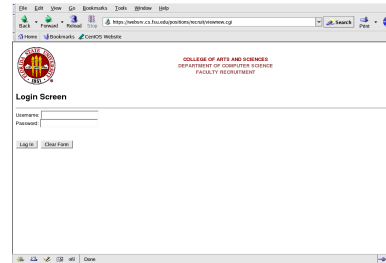 File Edit View Go Bookmarks Tools Window Help
Back Forward Reload Stop https://websrv.cs.fsu.edu/positions/recruit/viewnew.cgi Search Print
Home Bookmarks CentOS Website
COLLEGE OF ARTS AND SCIENCES
DEPARTMENT OF COMPUTER SCIENCE
FACULTY RECRUITMENT
1851
Login Screen
Username:
Password:
Log In Clear Form
Done